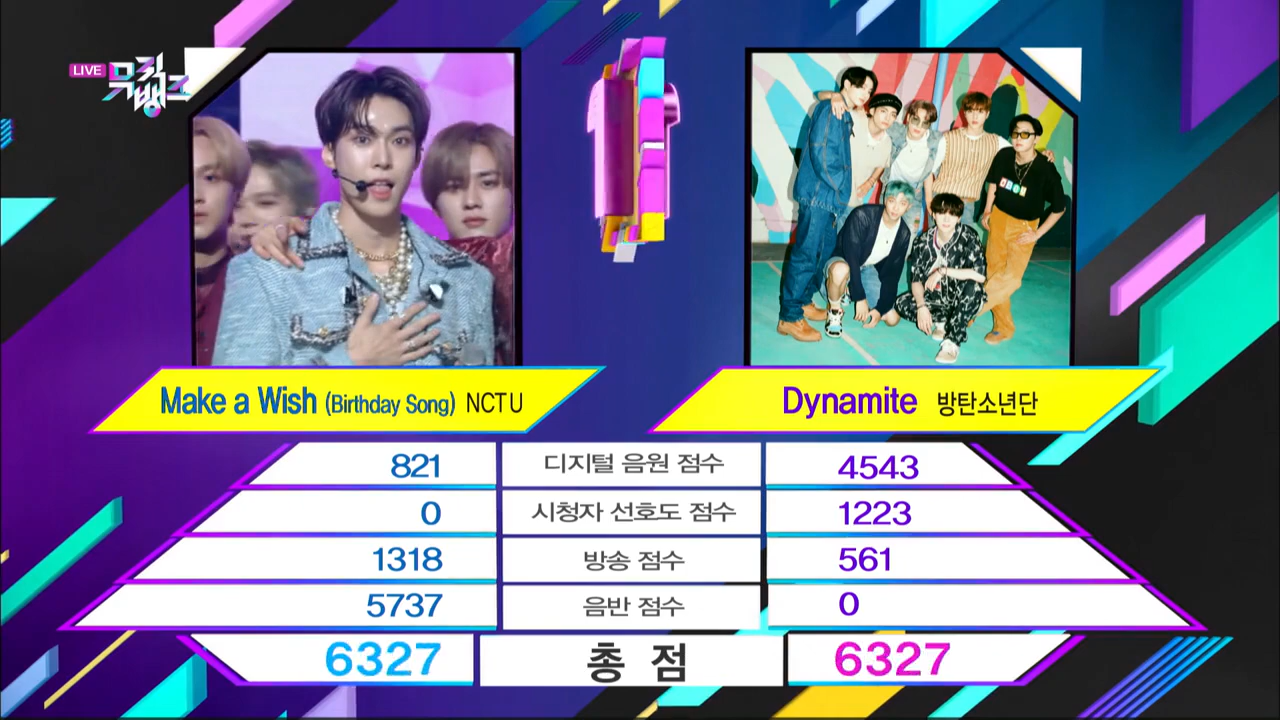 LIVE
뮤직
뱅크
Make a Wish (Birthday Song) NCT U
Dynamite 방탄소년단
821 디지털 음원 점수 4543
0 시청자 선호도 점수 1223
1318 방송 점수 561
5737 음반 점수 0
6327 총 점 6327